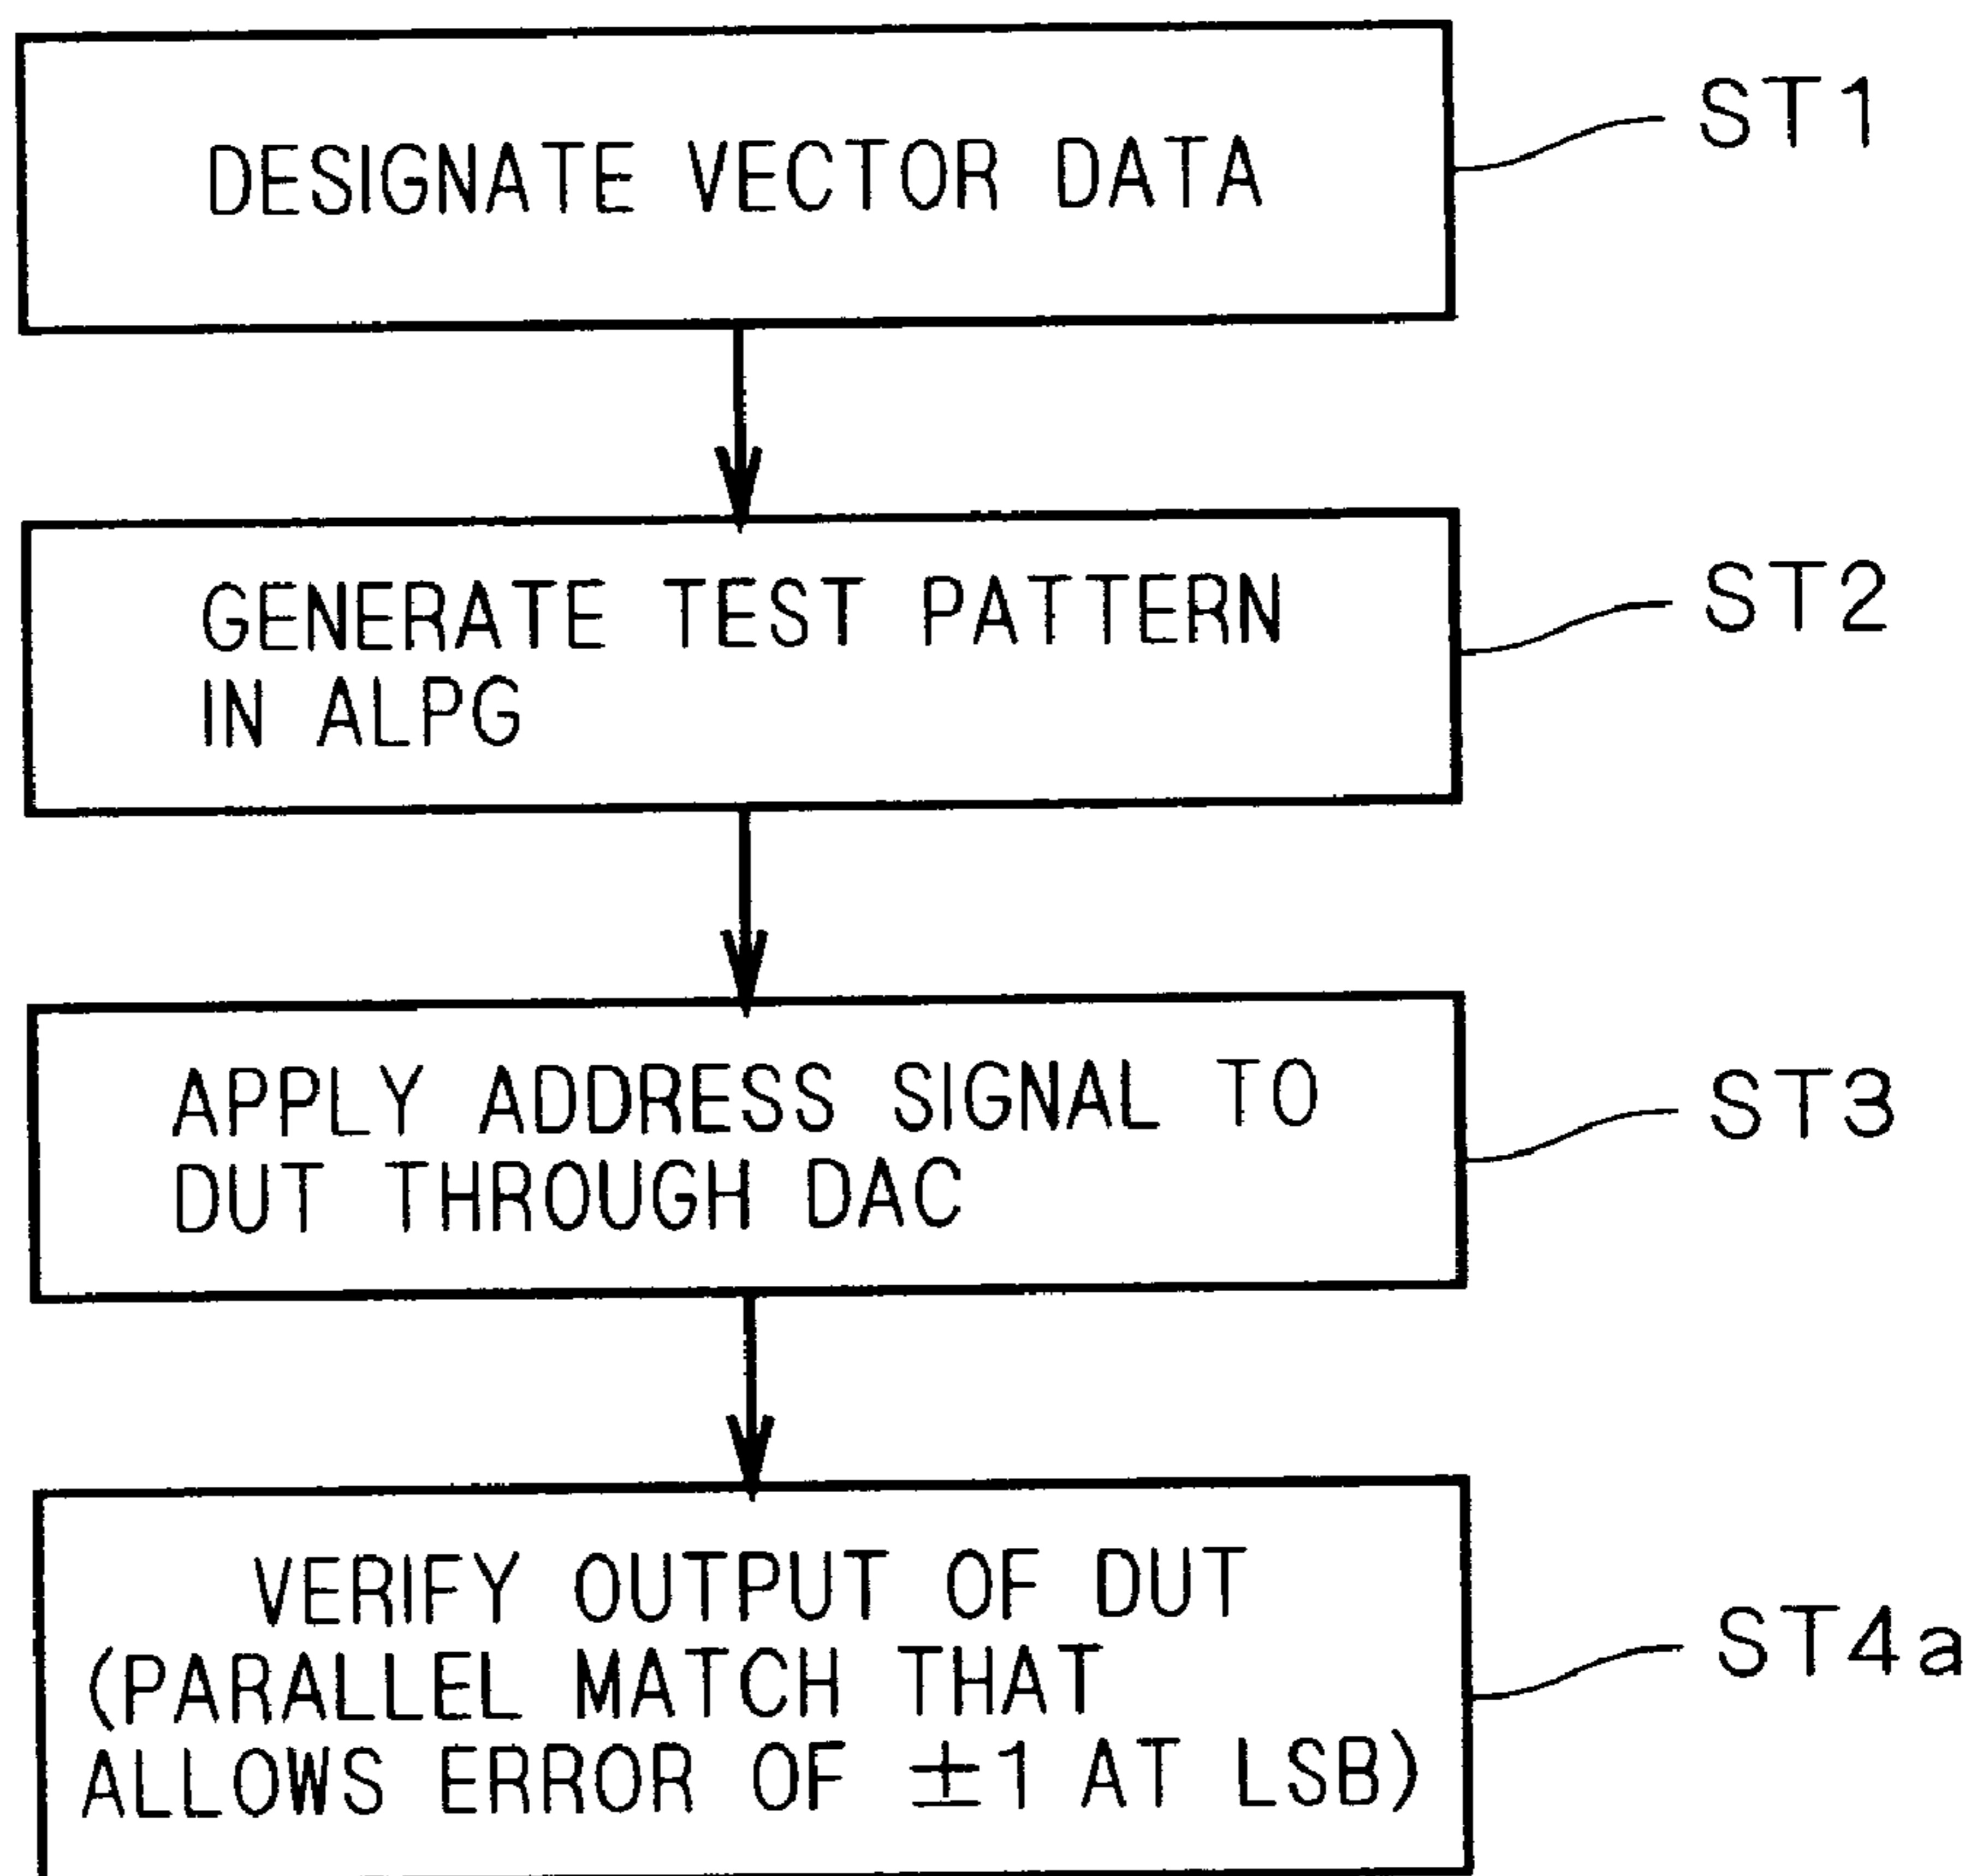 DESIGNATE VECTOR DATA
ST1
GENERATE TEST PATTERN
IN ALPG
ST2
APPLY ADDRESS SIGNAL TO
DUT THROUGH DAC
ST3
VERIFY OUTPUT OF DUT
(PARALLEL MATCH THAT
ALLOWS ERROR OF ±1 AT LSB)
ST4a